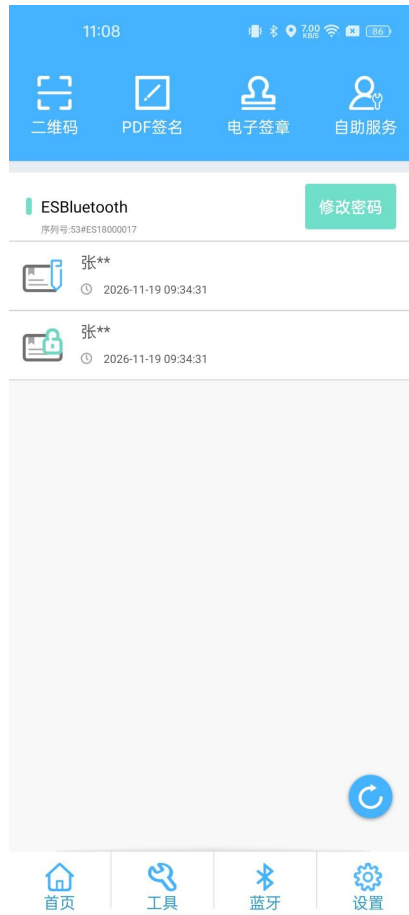 11:08
7.00 KB/S
86
二维码 PDF签名 电子签章 自助服务
ESBluetooth
修改密码
序列号:53#ES18000017
张**
2026-11-19 09:34:31
张**
2026-11-19 09:34:31
首页 工具 蓝牙 设置